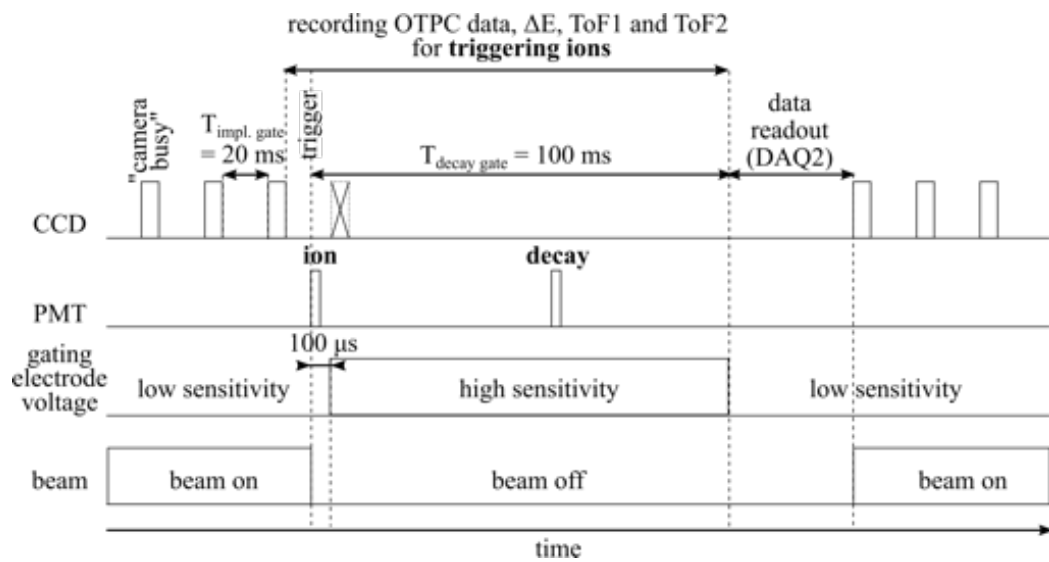 recording OTPC data, ΔE, ToF1 and ToF2
for triggering ions
"camera
busy"
T impl. gate
= 20 ms
trigger
T decay gate = 100 ms
data
readout
(DAQ2)
CCD
ion
decay
PMT
100 μs
gating
electrode
voltage
low sensitivity
high sensitivity
low sensitivity
beam
beam on
beam off
beam on
time